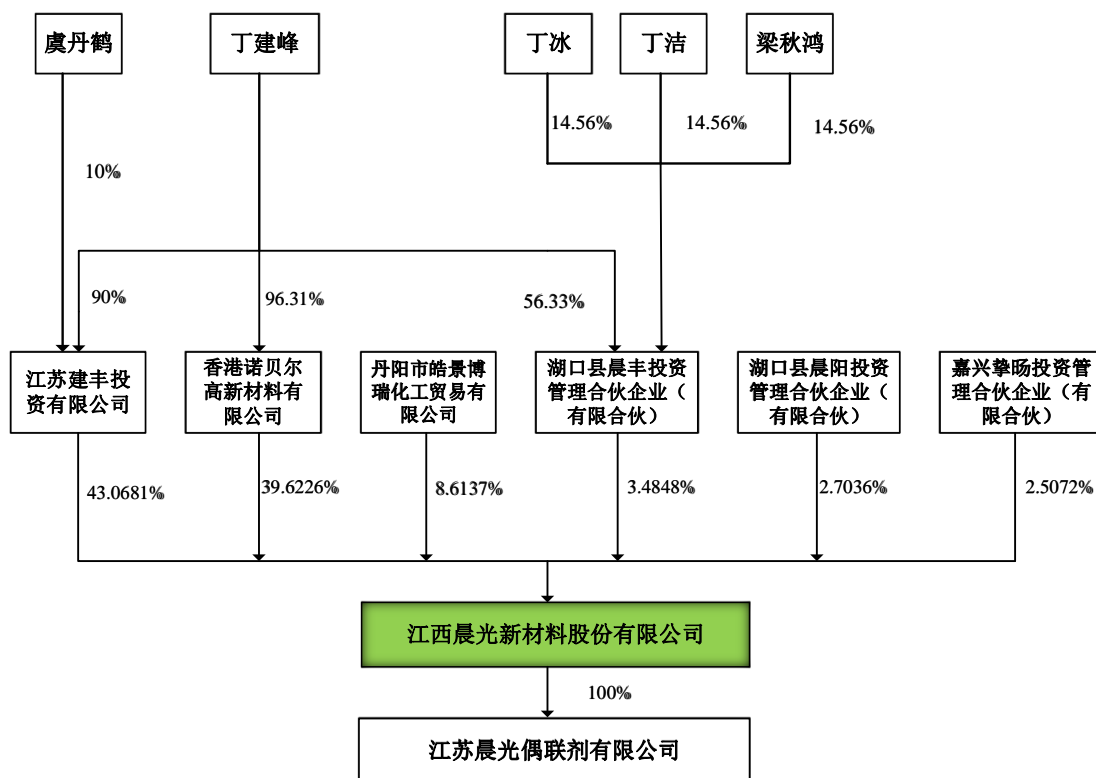 虞丹鹤
丁建峰
丁冰
丁洁
梁秋鸿
14.56%
14.56%
14.56%
10%
90%
96.31%
56.33%
江苏建丰投
资有限公司
香港诺贝尔
高新材料有
限公司
丹阳市皓景博
瑞化工贸易有
限公司
湖口县晨丰投资
管理合伙企业（
有限合伙）
湖口县晨阳投资
管理合伙企业（
有限合伙）
嘉兴挚旸投资管
理合伙企业（有
限合伙）
43.0681%
39.6226%
8.6137%
3.4848%
2.7036%
2.5072%
江西晨光新材料股份有限公司
100%
江苏晨光偶联剂有限公司